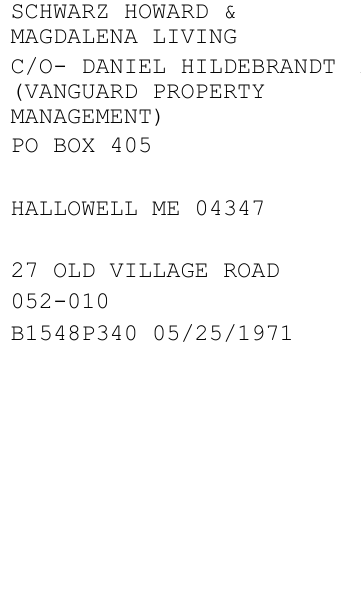 SCHWARZ HOWARD &
MAGDALENA LIVING
C/O- DANIEL HILDEBRANDT
(VANGUARD PROPERTY
MANAGEMENT)
PO BOX 405
HALLOWELL ME 04347
27 OLD VILLAGE ROAD
052-010
B1548P340 05/25/1971